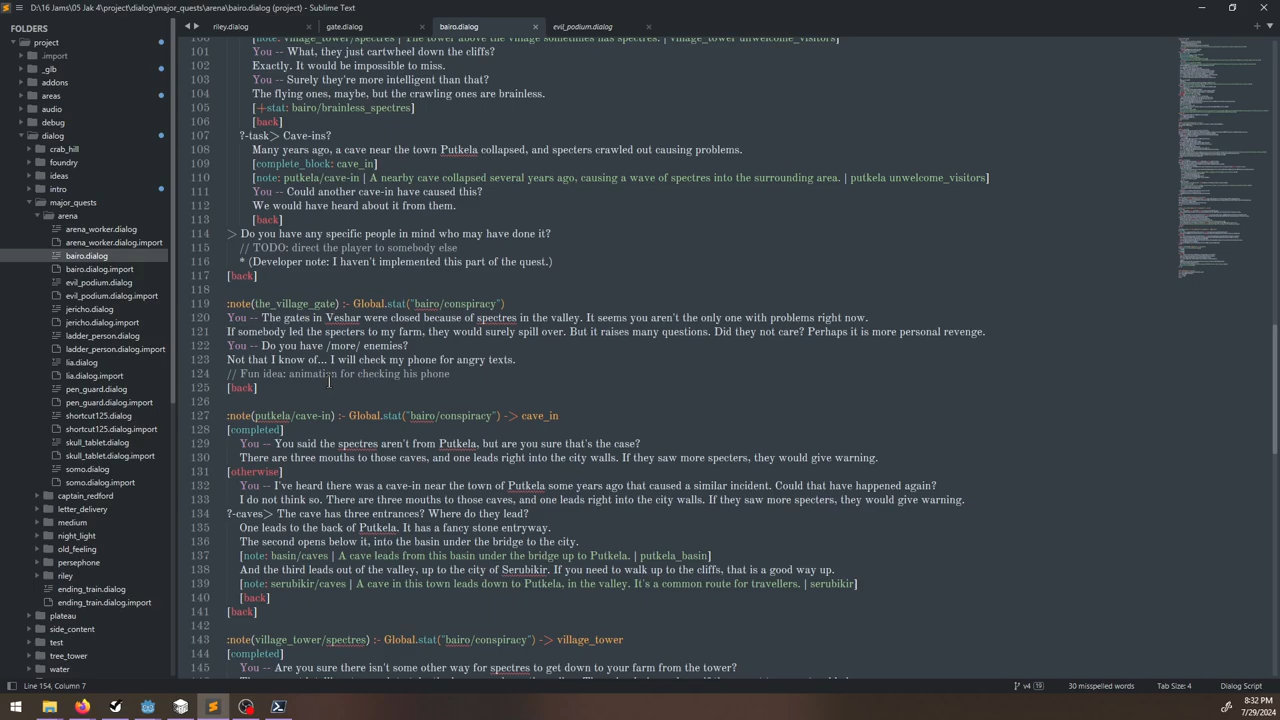 D:\16 Jams\05 Jak 4\project\dialog\major_quests\arena\bairo.dialog (project) - Sublime Text
FOLDERS
project
.import
_glb
addons
areas
audio
debug
dialog
crab_hill
foundry
ideas
intro
major_quests
arena
arena_worker.dialog
arena_worker.dialog.import
bairo.dialog
bairo.dialog.import
evil_podium.dialog
evil_podium.dialog.import
jericho.dialog
jericho.dialog.import
ladder_person.dialog
ladder_person.dialog.import
lia.dialog
lia.dialog.import
pen_guard.dialog
pen_guard.dialog.import
shortcut125.dialog
shortcut125.dialog.import
skull_tablet.dialog
skull_tablet.dialog.import
somo.dialog
somo.dialog.import
captain_redford
letter_delivery
medium
night_light
old_feeling
persephone
riley
ending_train.dialog
ending_train.dialog.import
plateau
side_content
test
tree_tower
water
riley.dialog × gate.dialog × bairo.dialog × evil_podium.dialog ×
100 [note: village_tower/spectres | The tower above the village sometimes has spectres. | village_tower unwelcome_visitors]
101 You -- What, they just cartwheel down the cliffs?
102 Exactly. It would be impossible to miss.
103 You -- Surely they're more intelligent than that?
104 The flying ones, maybe, but the crawling ones are brainless.
105 [+stat: bairo/brainless_spectres]
106 [back]
107 ?-task> Cave-ins?
108 Many years ago, a cave near the town Putkela collapsed, and specters crawled out causing problems.
109 [complete_block: cave_in]
110 [note: putkela/cave-in | A nearby cave collapsed several years ago, causing a wave of spectres into the surrounding area. | putkela unwelcome_visitors]
111 You -- Could another cave-in have caused this?
112 We would have heard about it from them.
113 [back]
114 > Do you have any specific people in mind who may have done it?
115 // TODO: direct the player to somebody else
116 * (Developer note: I haven't implemented this part of the quest.)
117 [back]
118
119 :note(the_village_gate) :- Global.stat("bairo/conspiracy")
120 You -- The gates in Veshar were closed because of spectres in the valley. It seems you aren't the only one with problems right now.
121 If somebody led the specters to my farm, they would surely spill over. But it raises many questions. Did they not care? Perhaps it is more personal revenge.
122 You -- Do you have /more/ enemies?
123 Not that I know of... I will check my phone for angry texts.
124 // Fun idea: animation for checking his phone
125 [back]
126
127 :note(putkela/cave-in) :- Global.stat("bairo/conspiracy") -> cave_in
128 [completed]
129 You -- You said the spectres aren't from Putkela, but are you sure that's the case?
130 There are three mouths to those caves, and one leads right into the city walls. If they saw more specters, they would give warning.
131 [otherwise]
132 You -- I've heard there was a cave-in near the town of Putkela some years ago that caused a similar incident. Could that have happened again?
133 I do not think so. There are three mouths to those caves, and one leads right into the city walls. If they saw more specters, they would give warning.
134 ?-caves> The cave has three entrances? Where do they lead?
135 One leads to the back of Putkela. It has a fancy stone entryway.
136 The second opens below it, into the basin under the bridge to the city.
137 [note: basin/caves | A cave leads from this basin under the bridge up to Putkela. | putkela_basin]
138 And the third leads out of the valley, up to the city of Serubikir. If you need to walk up to the cliffs, that is a good way up.
139 [note: serubikir/caves | A cave in this town leads down to Putkela, in the valley. It's a common route for travellers. | serubikir]
140 [back]
141 [back]
142
143 :note(village_tower/spectres) :- Global.stat("bairo/conspiracy") -> village_tower
144 [completed]
145 You -- Are you sure there isn't some other way for spectres to get down to your farm from the tower?
Line 154, Column 7
v4 19
30 misspelled words
Tab Size: 4
Dialog Script
8:32 PM
7/29/2024